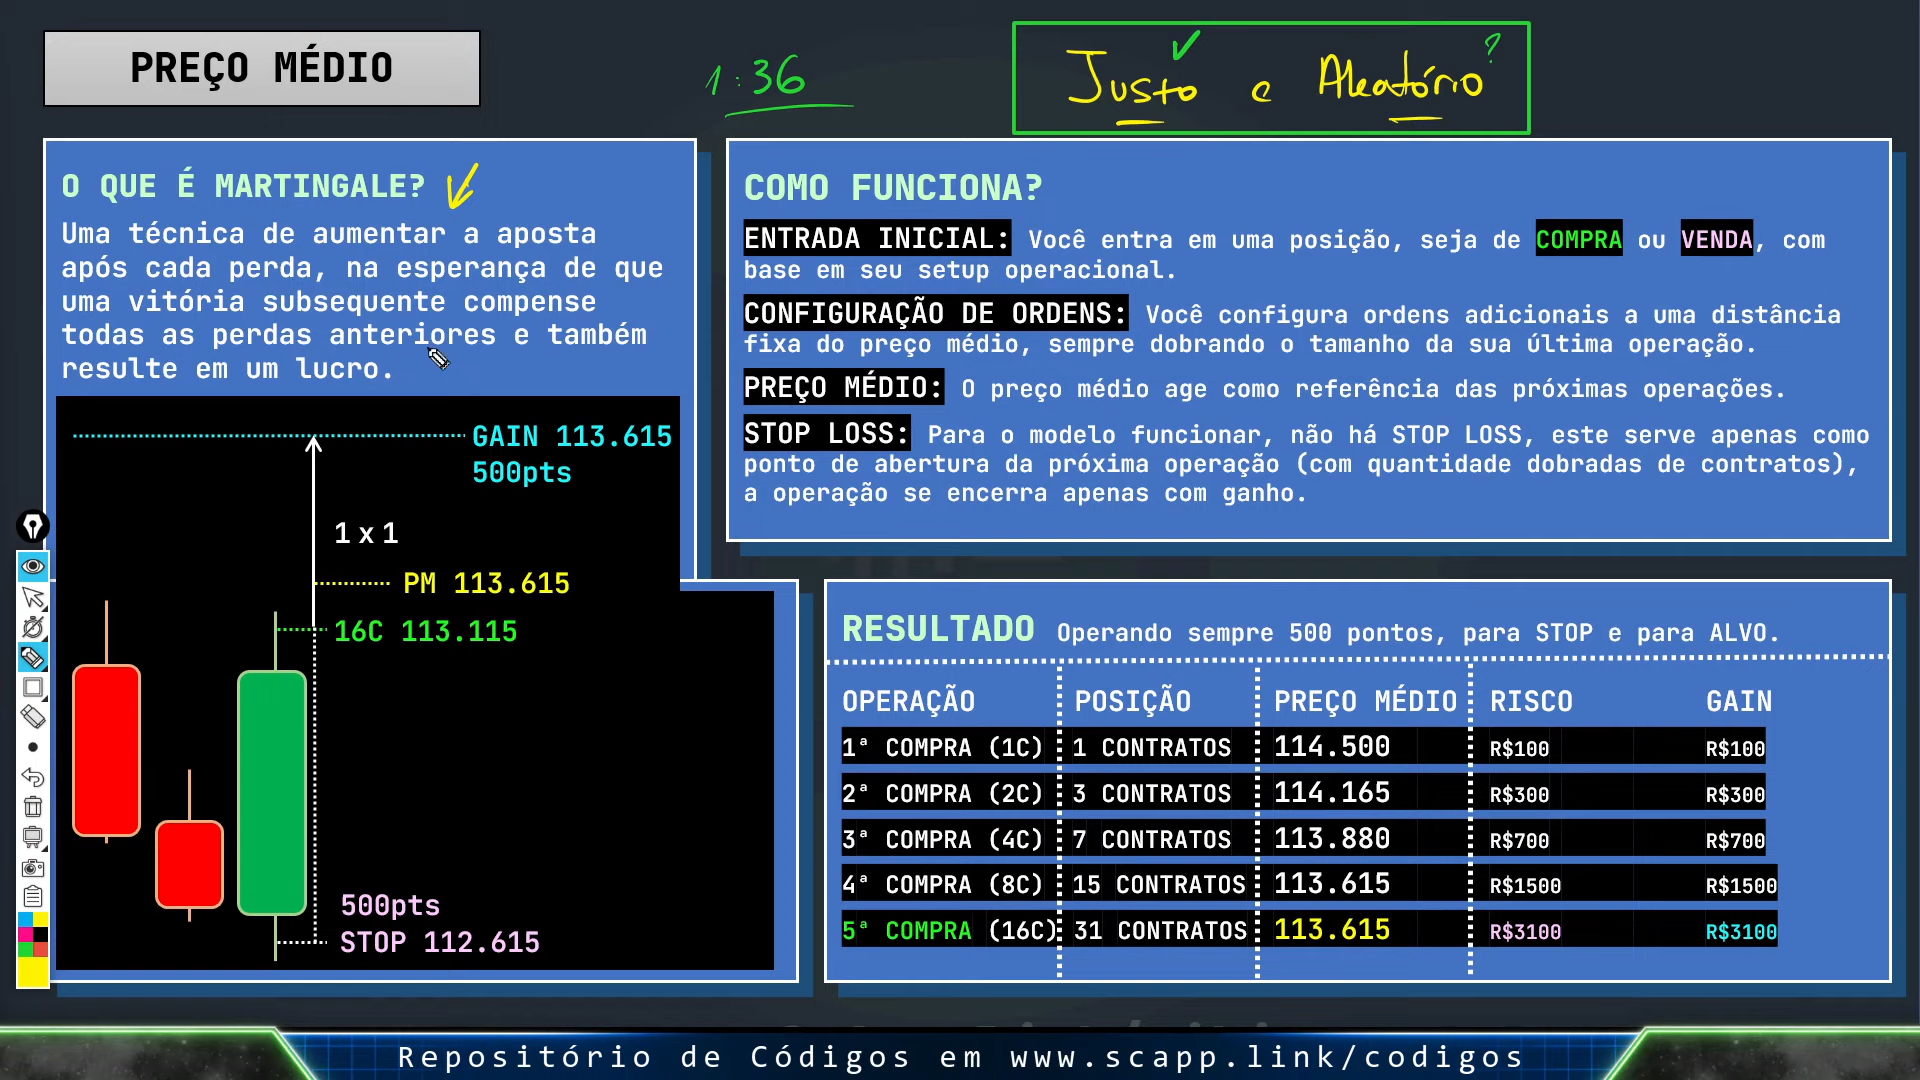 PREÇO MÉDIO
1:36
Justo e Aleatório?
O QUE É MARTINGALE?
Uma técnica de aumentar a aposta
após cada perda, na esperança de que
uma vitória subsequente compense
todas as perdas anteriores e também
resulte em um lucro.
GAIN 113.615
500pts
1 x 1
PM 113.615
16C 113.115
500pts
STOP 112.615
COMO FUNCIONA?
ENTRADA INICIAL: Você entra em uma posição, seja de COMPRA ou VENDA, com
base em seu setup operacional.
CONFIGURAÇÃO DE ORDENS: Você configura ordens adicionais a uma distância
fixa do preço médio, sempre dobrando o tamanho da sua última operação.
PREÇO MÉDIO: O preço médio age como referência das próximas operações.
STOP LOSS: Para o modelo funcionar, não há STOP LOSS, este serve apenas como
ponto de abertura da próxima operação (com quantidade dobradas de contratos),
a operação se encerra apenas com ganho.
RESULTADO Operando sempre 500 pontos, para STOP e para ALVO.
OPERAÇÃO POSIÇÃO PREÇO MÉDIO RISCO GAIN
1ª COMPRA (1C) 1 CONTRATOS 114.500 R$100 R$100
2ª COMPRA (2C) 3 CONTRATOS 114.165 R$300 R$300
3ª COMPRA (4C) 7 CONTRATOS 113.880 R$700 R$700
4ª COMPRA (8C) 15 CONTRATOS 113.615 R$1500 R$1500
5ª COMPRA (16C) 31 CONTRATOS 113.615 R$3100 R$3100
Repositório de Códigos em www.scapp.link/codigos